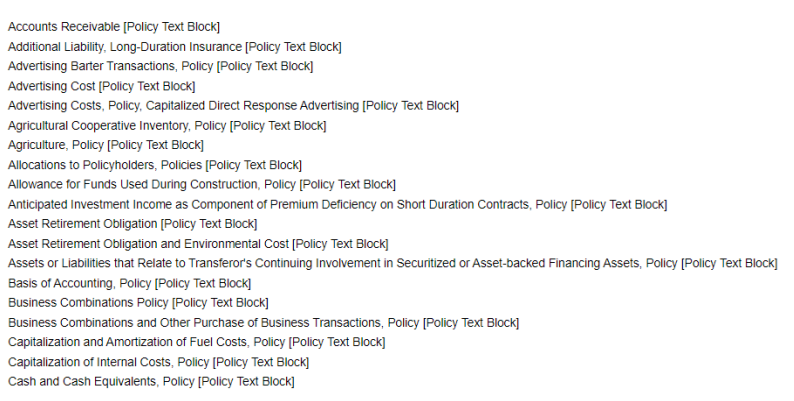 Accounts Receivable [Policy Text Block]
Additional Liability, Long-Duration Insurance [Policy Text Block]
Advertising Barter Transactions, Policy [Policy Text Block]
Advertising Cost [Policy Text Block]
Advertising Costs, Policy, Capitalized Direct Response Advertising [Policy Text Block]
Agricultural Cooperative Inventory, Policy [Policy Text Block]
Agriculture, Policy [Policy Text Block]
Allocations to Policyholders, Policies [Policy Text Block]
Allowance for Funds Used During Construction, Policy [Policy Text Block]
Anticipated Investment Income as Component of Premium Deficiency on Short Duration Contracts, Policy [Policy Text Block]
Asset Retirement Obligation [Policy Text Block]
Asset Retirement Obligation and Environmental Cost [Policy Text Block]
Assets or Liabilities that Relate to Transferor's Continuing Involvement in Securitized or Asset-backed Financing Assets, Policy [Policy Text Block]
Basis of Accounting, Policy [Policy Text Block]
Business Combinations Policy [Policy Text Block]
Business Combinations and Other Purchase of Business Transactions, Policy [Policy Text Block]
Capitalization and Amortization of Fuel Costs, Policy [Policy Text Block]
Capitalization of Internal Costs, Policy [Policy Text Block]
Cash and Cash Equivalents, Policy [Policy Text Block]